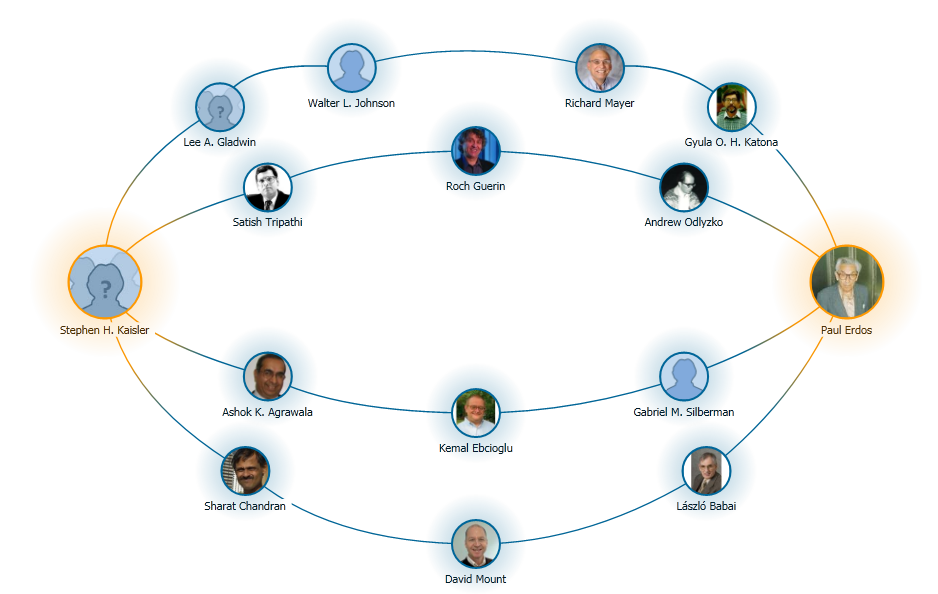 Walter L. Johnson
Richard Mayer
?
Lee A. Gladwin
Gyula O. H. Katona
Roch Guerin
Satish Tripathi
Andrew Odlyzko
?
Stephen H. Kaisler
Paul Erdos
Ashok K. Agrawala
Gabriel M. Silberman
Kemal Ebcioglu
Sharat Chandran
László Babai
David Mount